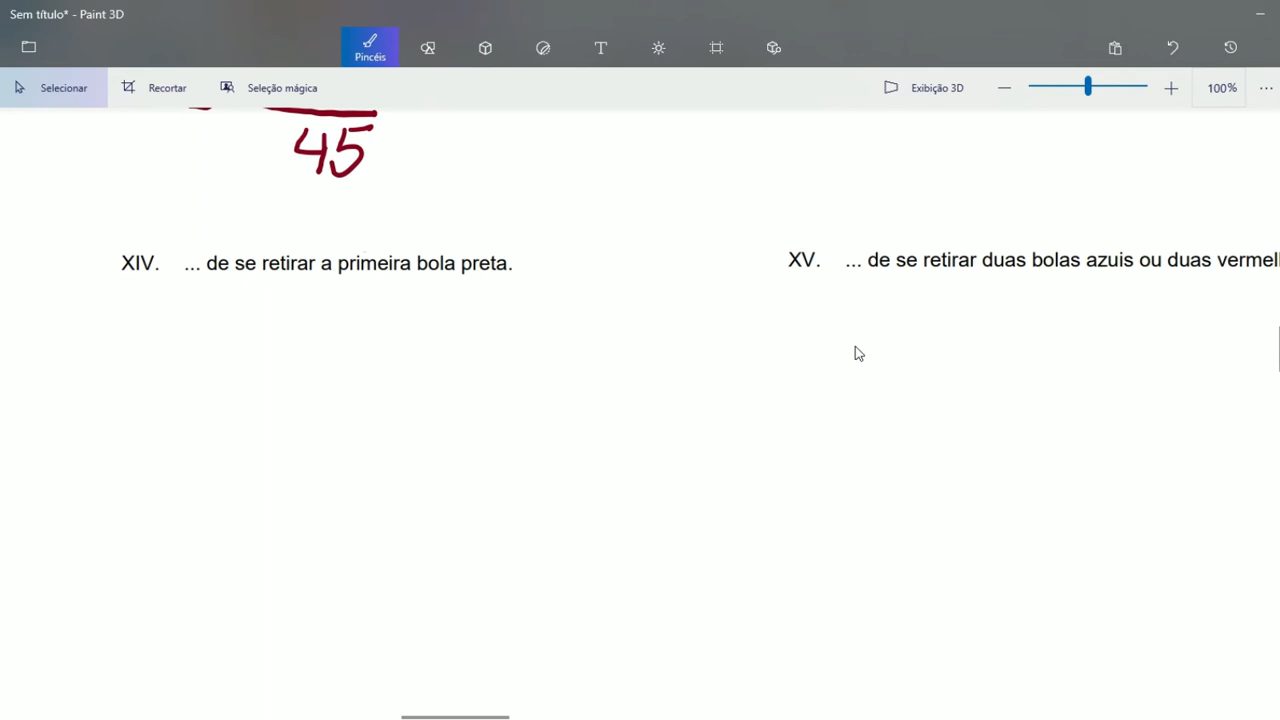 Sem título* - Paint 3D
Pincéis
Selecionar
Recortar
Seleção mágica
Exibição 3D
100%
45
XIV. ... de se retirar a primeira bola preta.
XV. ... de se retirar duas bolas azuis ou duas